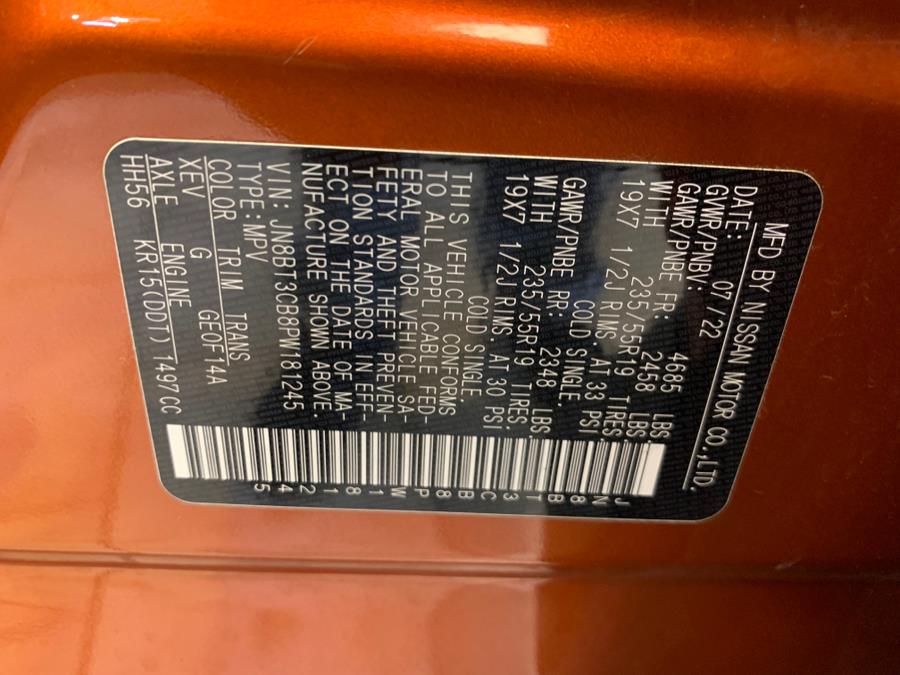 MFD BY NISSAN MOTOR CO.,LTD.
DATE: 07/22
GVWR/PNBV: 4685 LBS.
GAWR/PNBE FR: 2458 LBS.
WITH 235/55R19 TIRES.
19X7 1/2J RIMS. AT 33 PSI
COLD SINGLE.
GAWR/PNBE RR: 2348 LBS.
WITH 235/55R19 TIRES.
19X7 1/2J RIMS. AT 30 PSI
COLD SINGLE
THIS VEHICLE CONFORMS
TO ALL APPLICABLE FED-
ERAL MOTOR VEHICLE SA-
FETY AND THEFT PREVEN-
TION STANDARDS IN EFF-
ECT ON THE DATE OF MA-
NUFACTURE SHOWN ABOVE.
VIN: JN8BT3CB8PW181245
TYPE:MPV
COLOR TRIM TRANS
XEV G GEOF14A
AXLE ENGINE
HH56 KR15(DDT) 1497CC
JN8BT3CB8PW181245